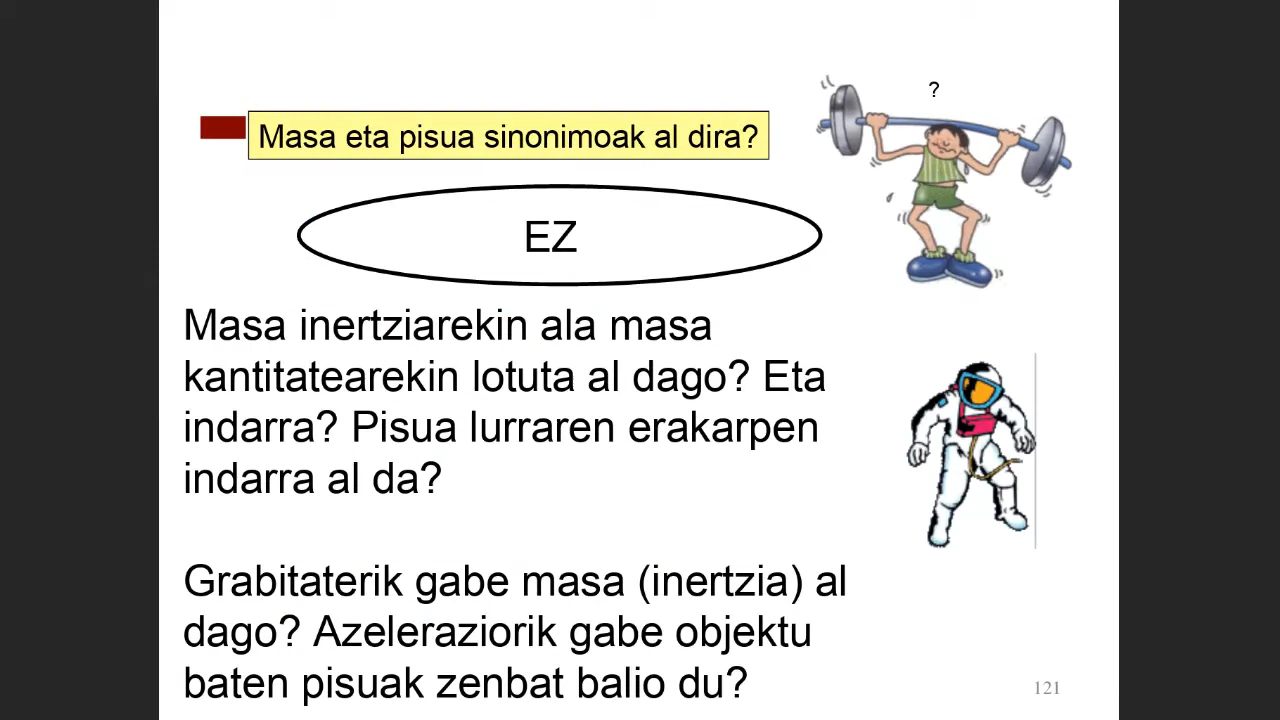 ?
Masa eta pisua sinonimoak al dira?
EZ
Masa inertziarekin ala masa
kantitatearekin lotuta al dago? Eta
indarra? Pisua lurraren erakarpen
indarra al da?
Grabitaterik gabe masa (inertzia) al
dago? Azeleraziorik gabe objektu
baten pisuak zenbat balio du?
121